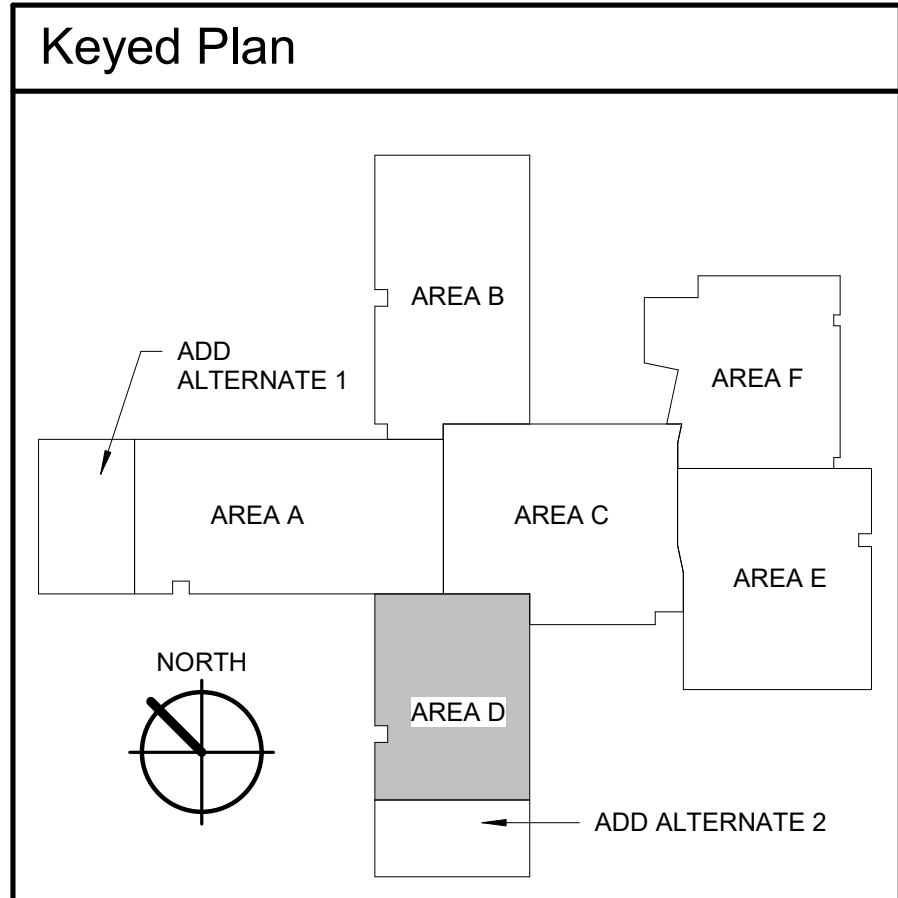 Keyed Plan
AREA B
ADD
ALTERNATE 1
AREA F
AREA A
AREA C
AREA E
NORTH
AREA D
ADD ALTERNATE 2